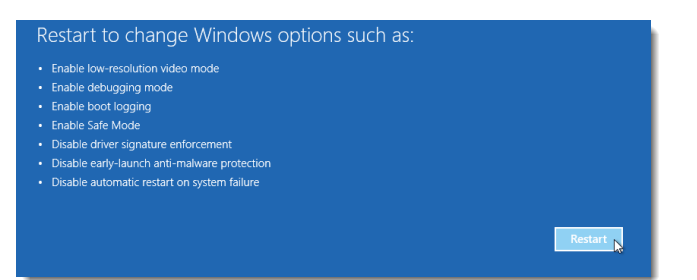 Restart to change Windows options such as:
• Enable low-resolution video mode
• Enable debugging mode
• Enable boot logging
• Enable Safe Mode
• Disable driver signature enforcement
• Disable early-launch anti-malware protection
• Disable automatic restart on system failure
Restart